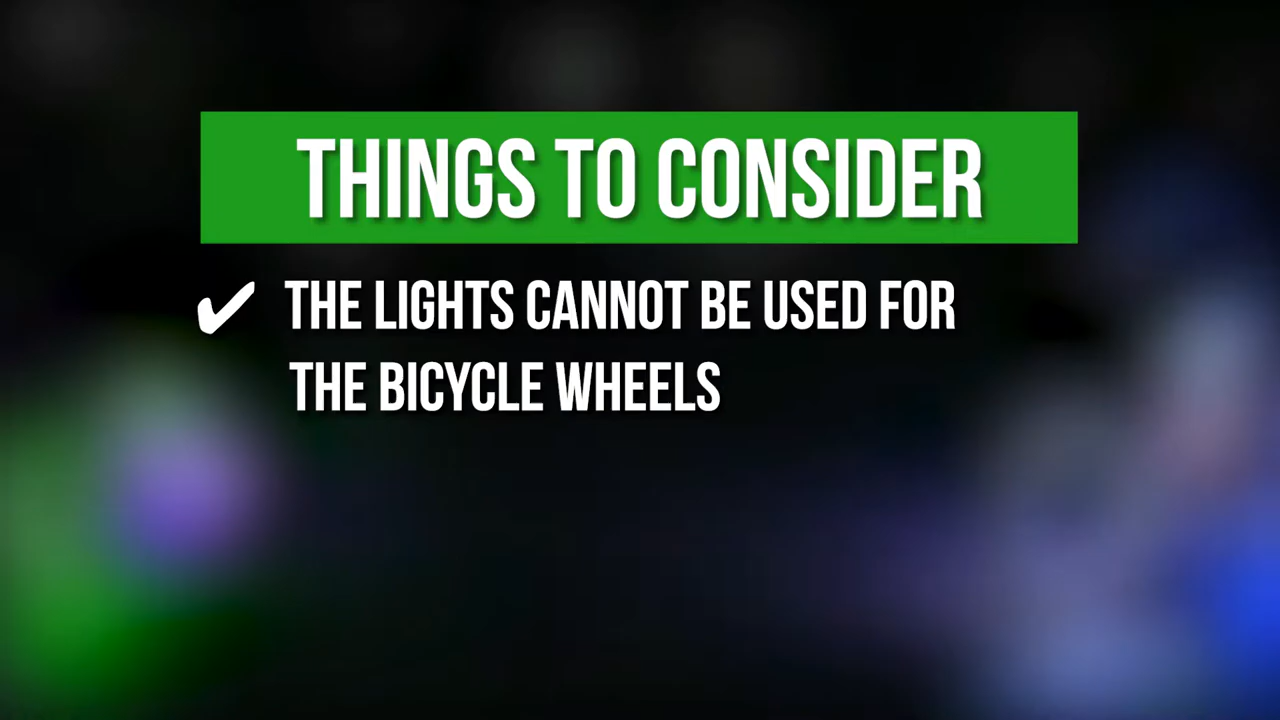 THINGS TO CONSIDER
✔ THE LIGHTS CANNOT BE USED FOR
THE BICYCLE WHEELS